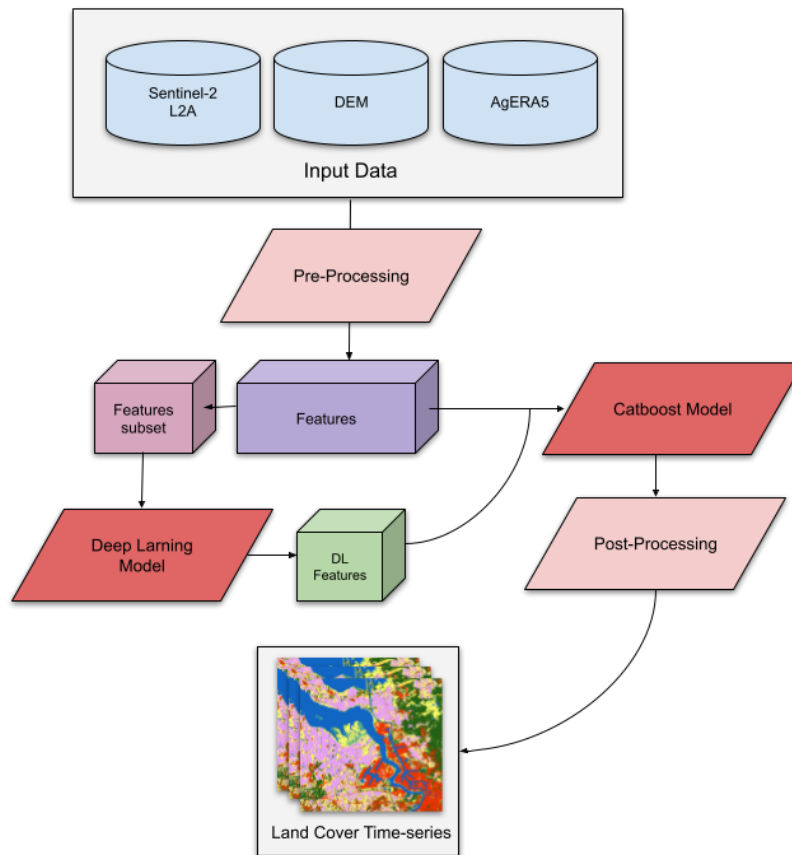 Sentinel-2
L2A
DEM
AgERA5
Input Data
Pre-Processing
Features
subset
Features
Catboost Model
Deep Larning
Model
DL
Features
Post-Processing
Land Cover Time-series